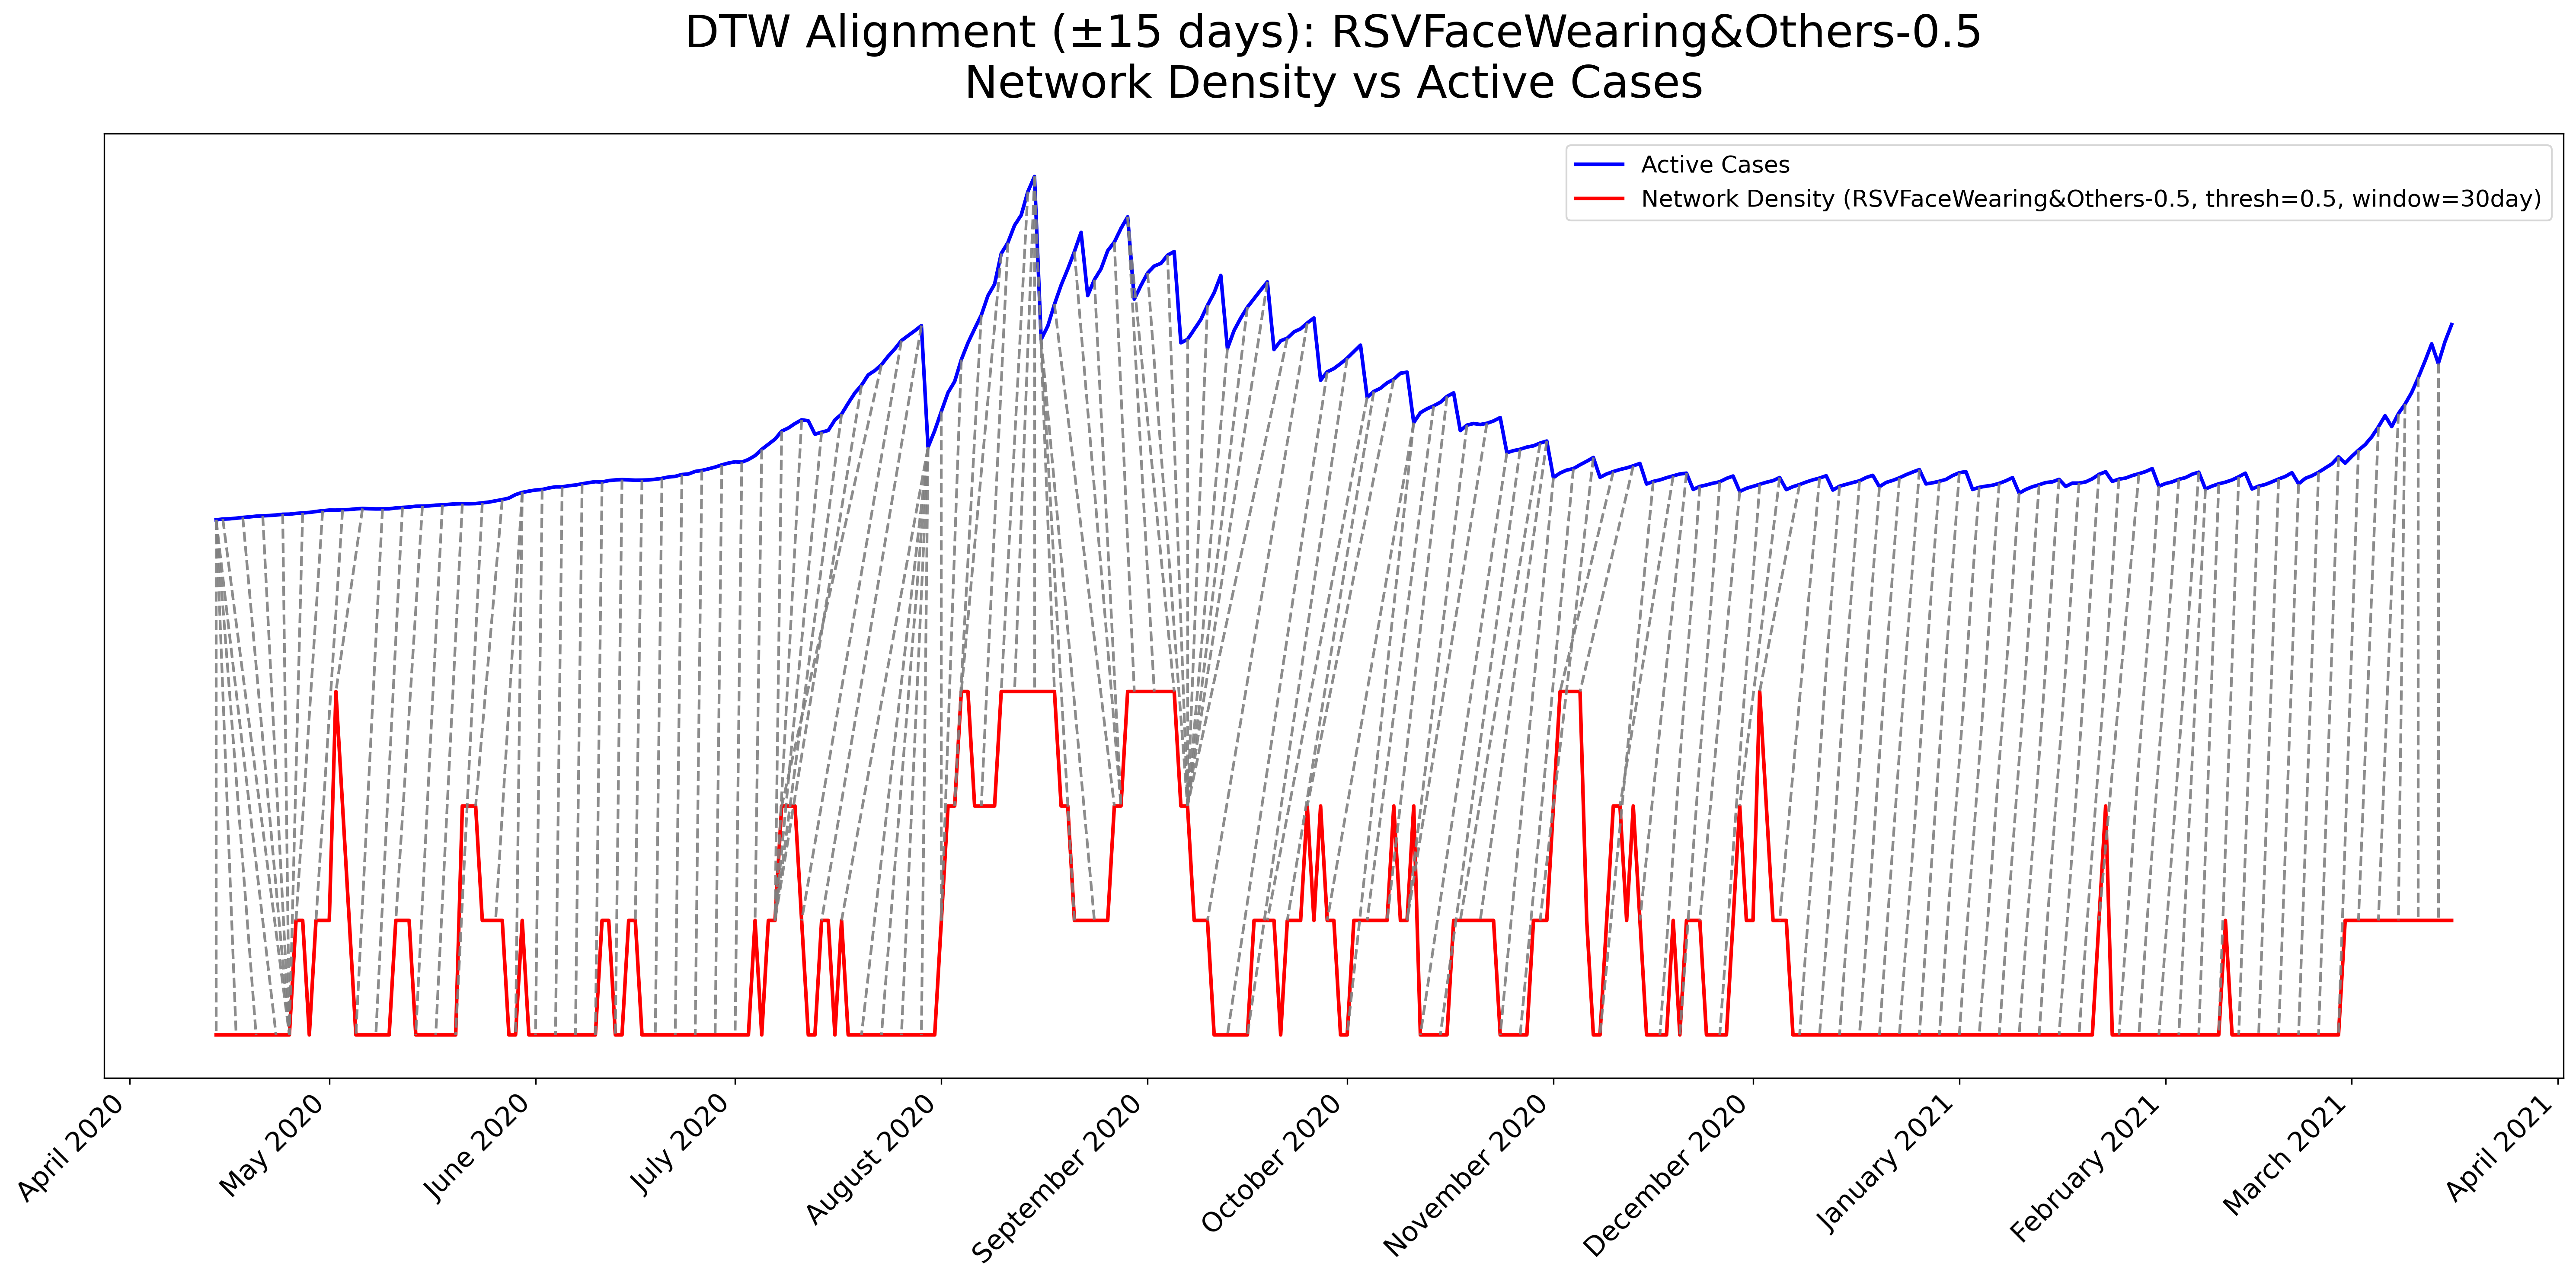 DTW Alignment (±15 days): RSVFaceWearing&Others-0.5
Network Density vs Active Cases
Active Cases
Network Density (RSVFaceWearing&Others-0.5, thresh=0.5, window=30day)
April 2020
May 2020
June 2020
July 2020
August 2020
September 2020
October 2020
November 2020
December 2020
January 2021
February 2021
March 2021
April 2021